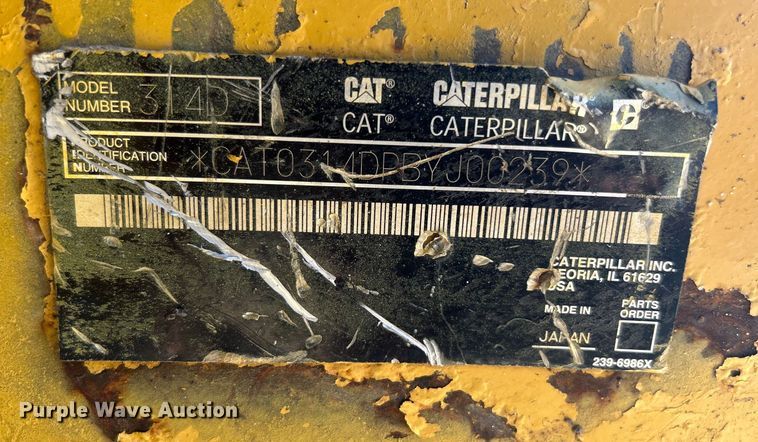 MODEL
NUMBER 314D
CAT® CATERPILLAR
CAT® CATERPILLAR®
PRODUCT
IDENTIFICATION
NUMBER *CAT0314DPBYJ00239*
CATERPILLAR INC.
PEORIA, IL 61629
USA
MADE IN
JAPAN
PARTS
ORDER
239-6986X
Purple Wave Auction